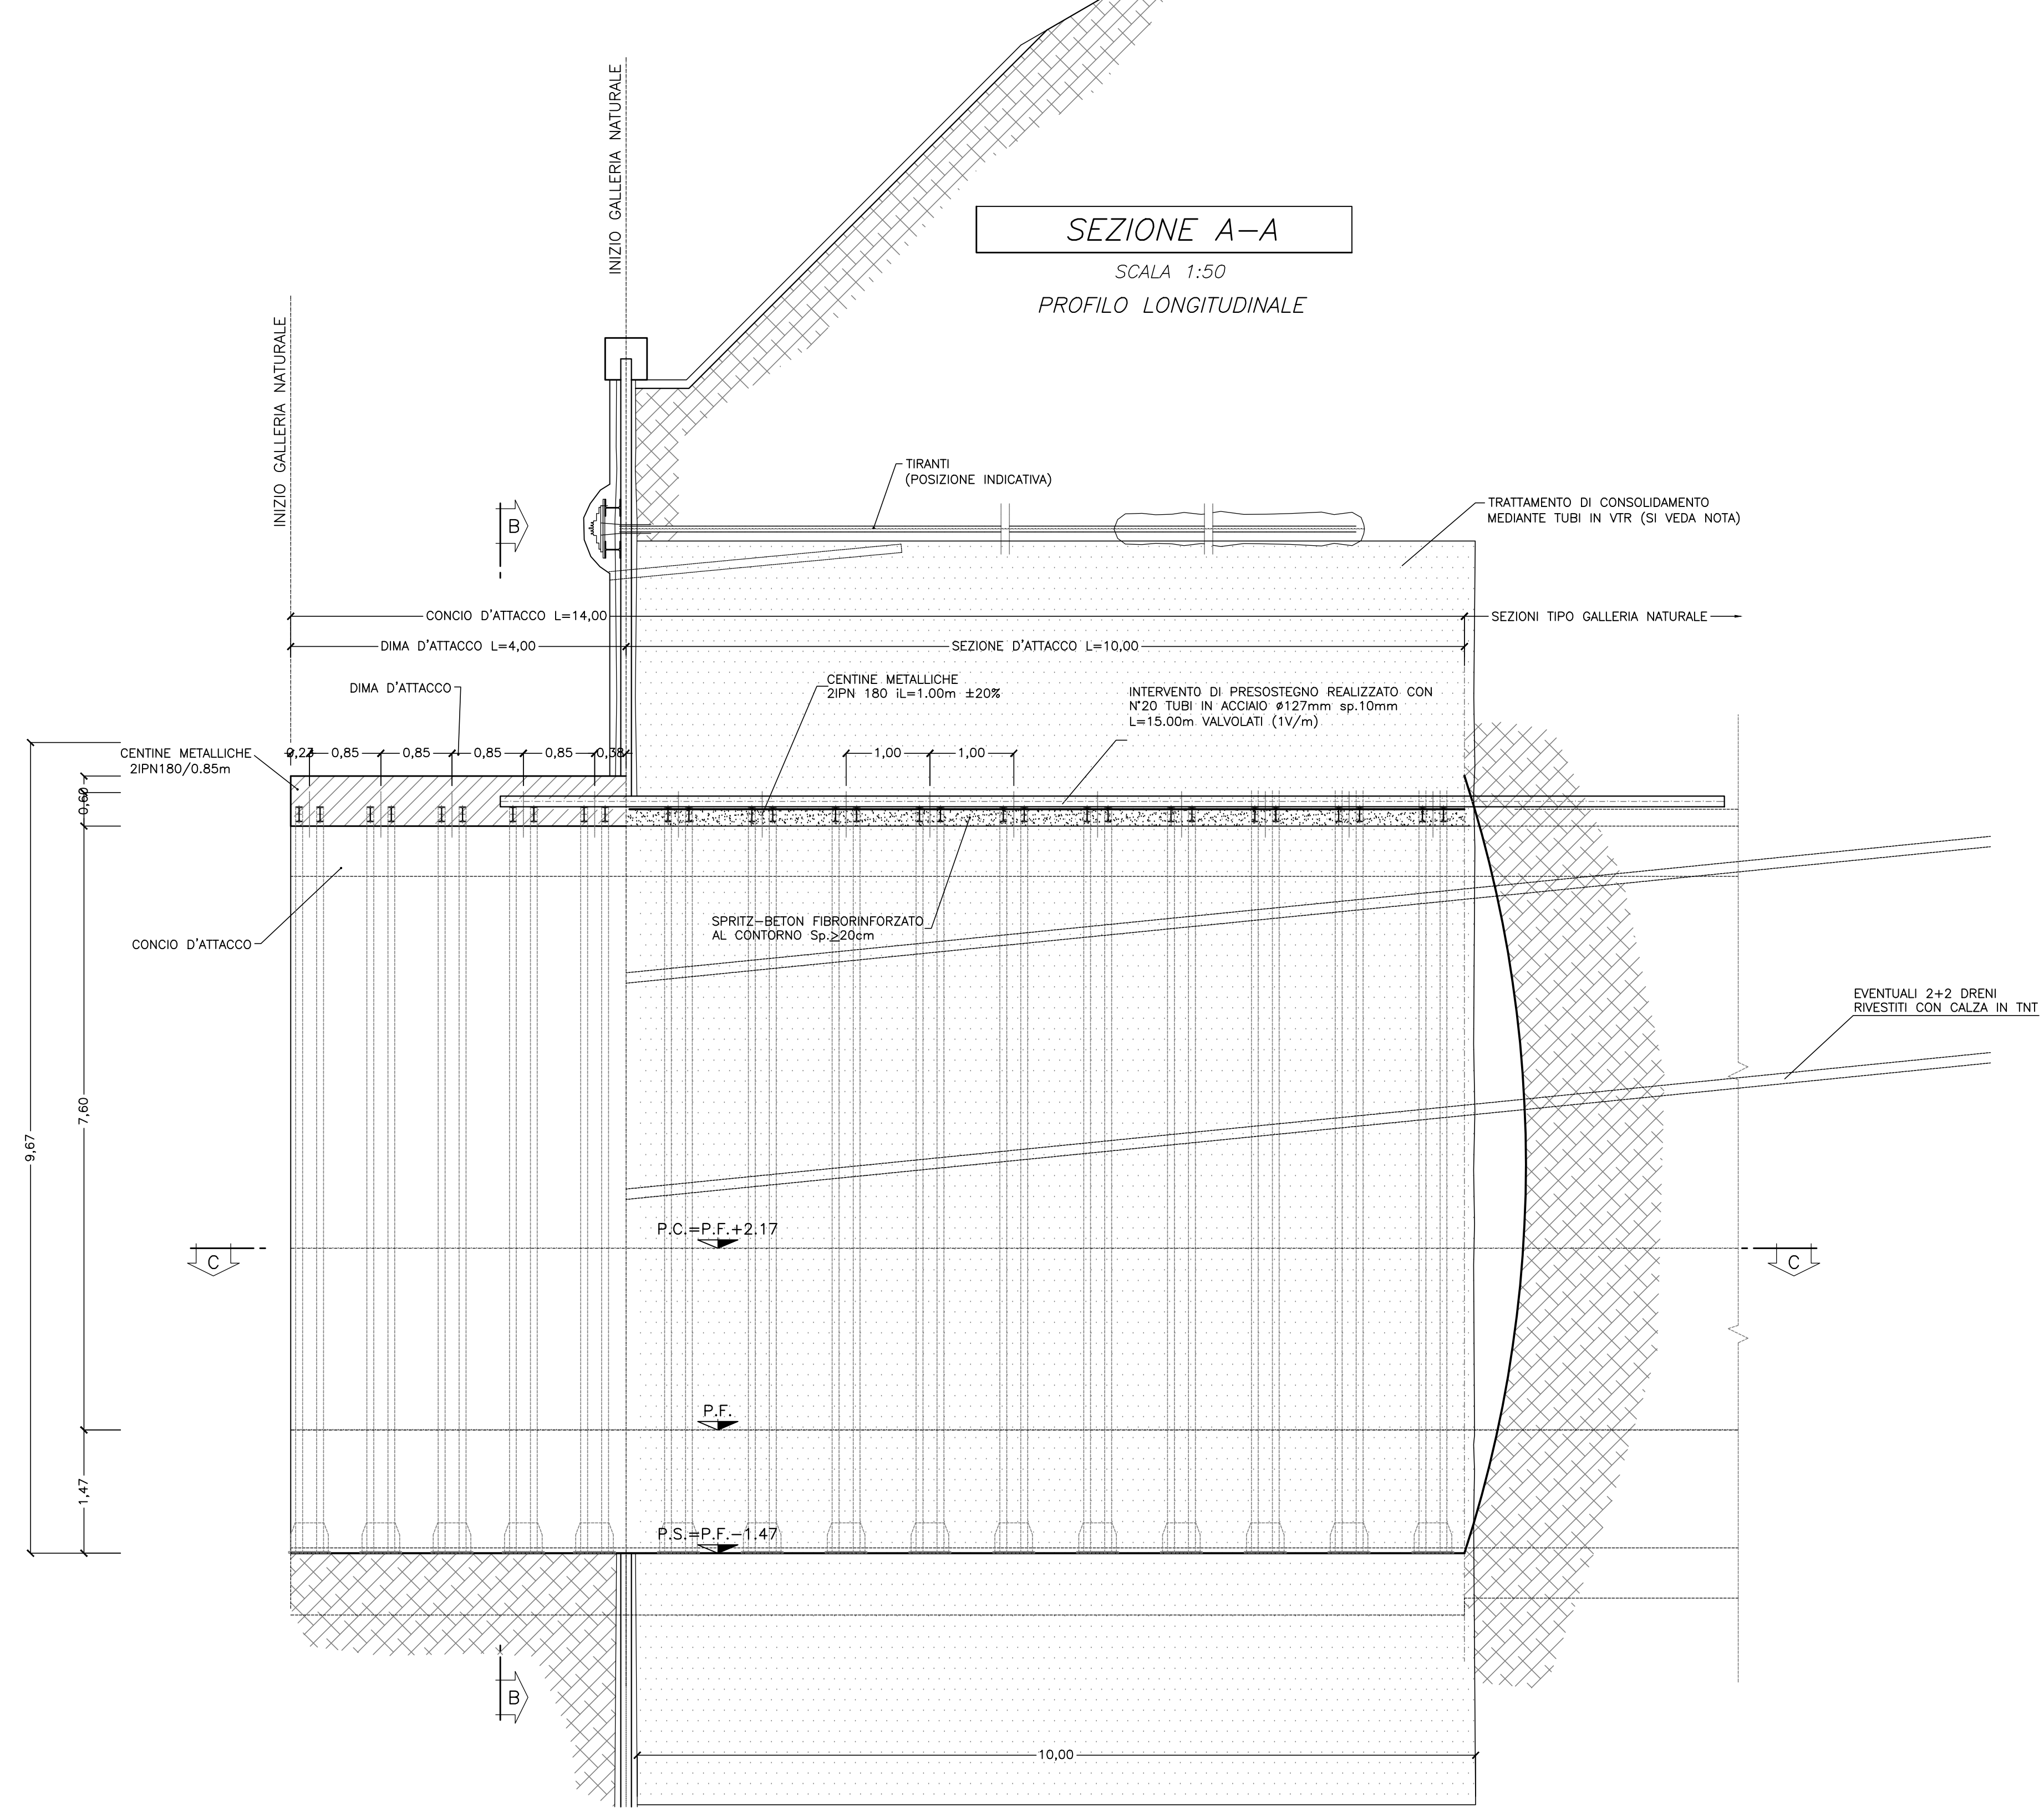 INIZIO GALLERIA NATURALE
INIZIO GALLERIA NATURALE
SEZIONE A-A
SCALA 1:50
PROFILO LONGITUDINALE
TIRANTI
(POSIZIONE INDICATIVA)
TRATTAMENTO DI CONSOLIDAMENTO
MEDIANTE TUBI IN VTR (SI VEDA NOTA)
B
CONCIO D'ATTACCO L=14,00
SEZIONI TIPO GALLERIA NATURALE
DIMA D'ATTACCO L=4,00
SEZIONE D'ATTACCO L=10,00
DIMA D'ATTACCO
CENTINE METALLICHE
2IPN 180 iL=1.00m ±20%
INTERVENTO DI PRESOSTEGNO REALIZZATO CON
N°20 TUBI IN ACCIAIO ø127mm sp.10mm
L=15.00m VALVOLATI (1V/m)
CENTINE METALLICHE
2IPN180/0.85m
0,23
0,85
0,85
0,85
0,85
0,38
1,00
1,00
0,60
SPRITZ-BETON FIBRORINFORZATO
AL CONTORNO Sp.≥20cm
CONCIO D'ATTACCO
EVENTUALI 2+2 DRENI
RIVESTITI CON CALZA IN TNT
7,60
9,67
P.C.=P.F.+2.17
C
C
P.F.
1,47
P.S.=P.F.-1.47
B
10,00